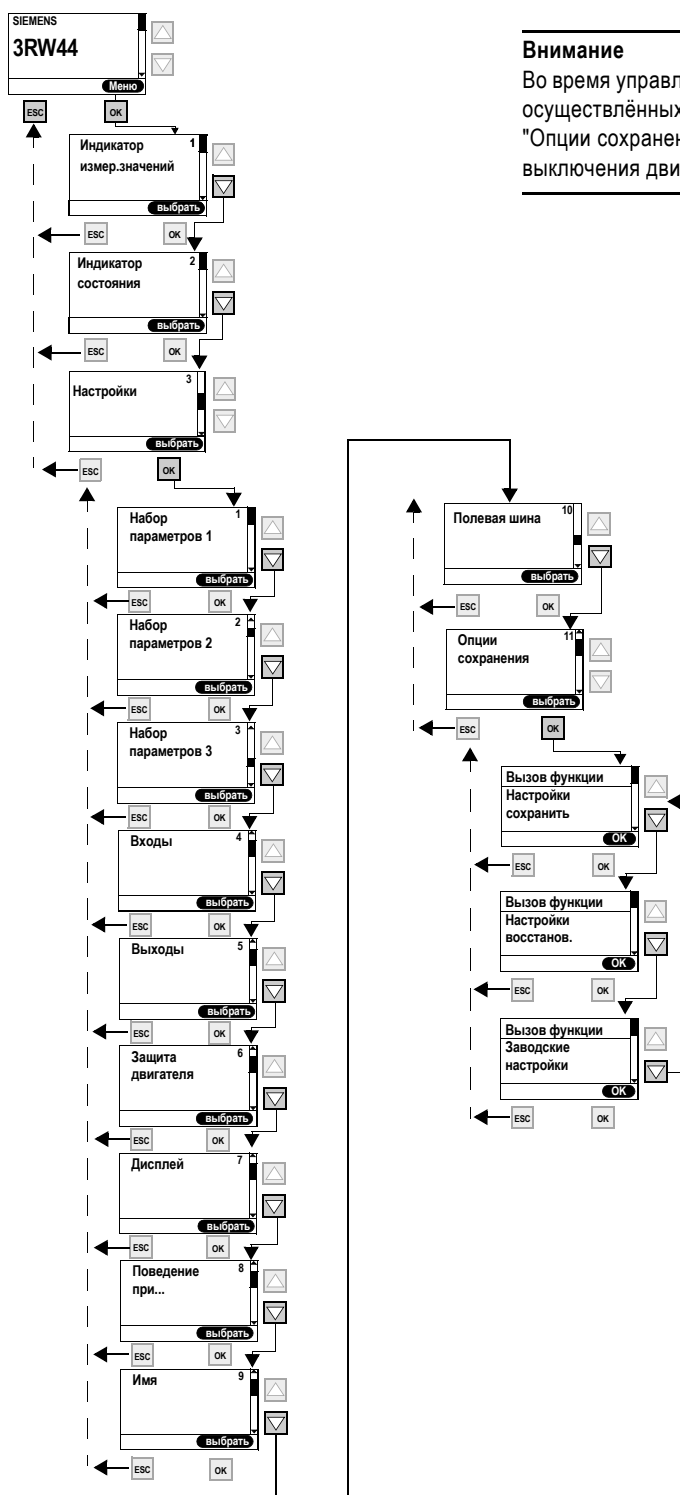 SIEMENS
3RW44
Меню
ESC OK
Индикатор 1
измер.значений
выбрать
ESC OK
Индикатор 2
состояния
выбрать
ESC OK
Настройки 3
выбрать
ESC OK
Набор 1
параметров 1
выбрать
ESC OK
Набор 2
параметров 2
выбрать
ESC OK
Набор 3
параметров 3
выбрать
ESC OK
Входы 4
выбрать
ESC OK
Выходы 5
выбрать
ESC OK
Защита 6
двигателя
выбрать
ESC OK
Дисплей 7
выбрать
ESC OK
Поведение 8
при...
выбрать
ESC OK
Имя 9
выбрать
ESC OK
Внимание
Во время управл
осуществлённых
"Опции сохранен
выключения дви
Полевая шина 10
выбрать
ESC OK
Опции 11
сохранения
выбрать
ESC OK
Вызов функции
Настройки
сохранить
OK
ESC OK
Вызов функции
Настройки
восстанов.
OK
ESC OK
Вызов функции
Заводские
настройки
OK
ESC OK